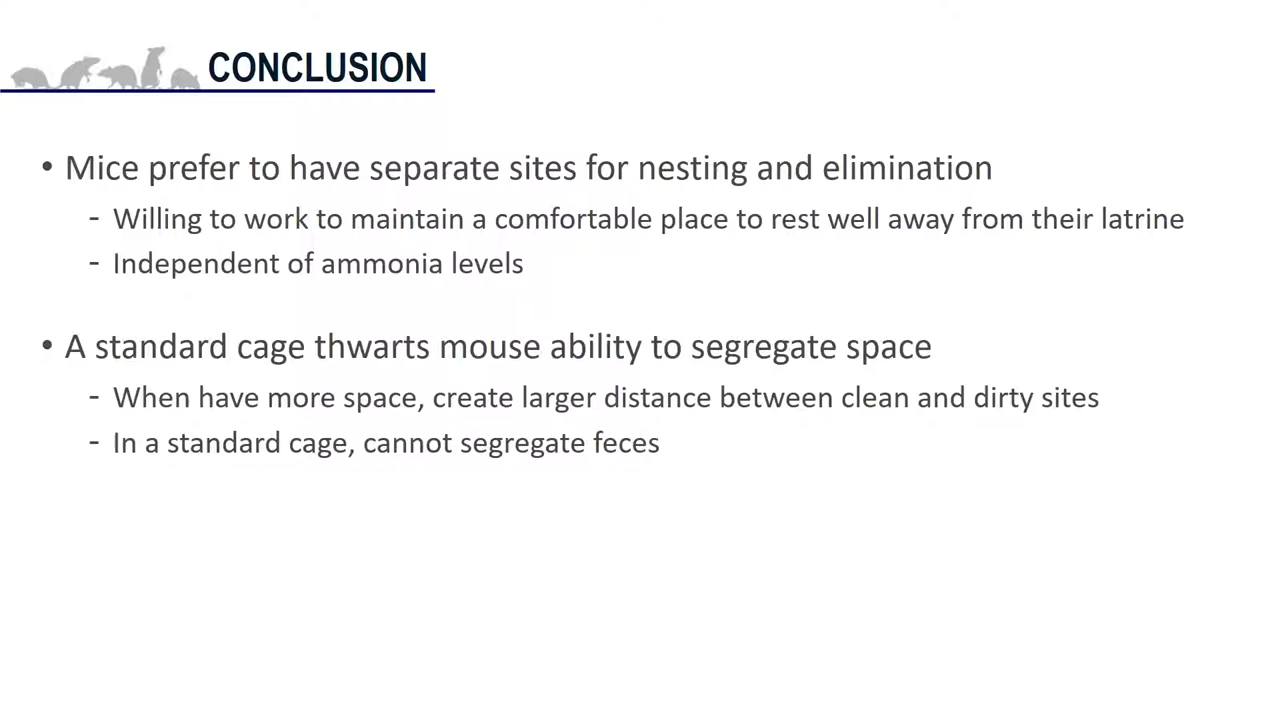 CONCLUSION
• Mice prefer to have separate sites for nesting and elimination
- Willing to work to maintain a comfortable place to rest well away from their latrine
- Independent of ammonia levels
• A standard cage thwarts mouse ability to segregate space
- When have more space, create larger distance between clean and dirty sites
- In a standard cage, cannot segregate feces